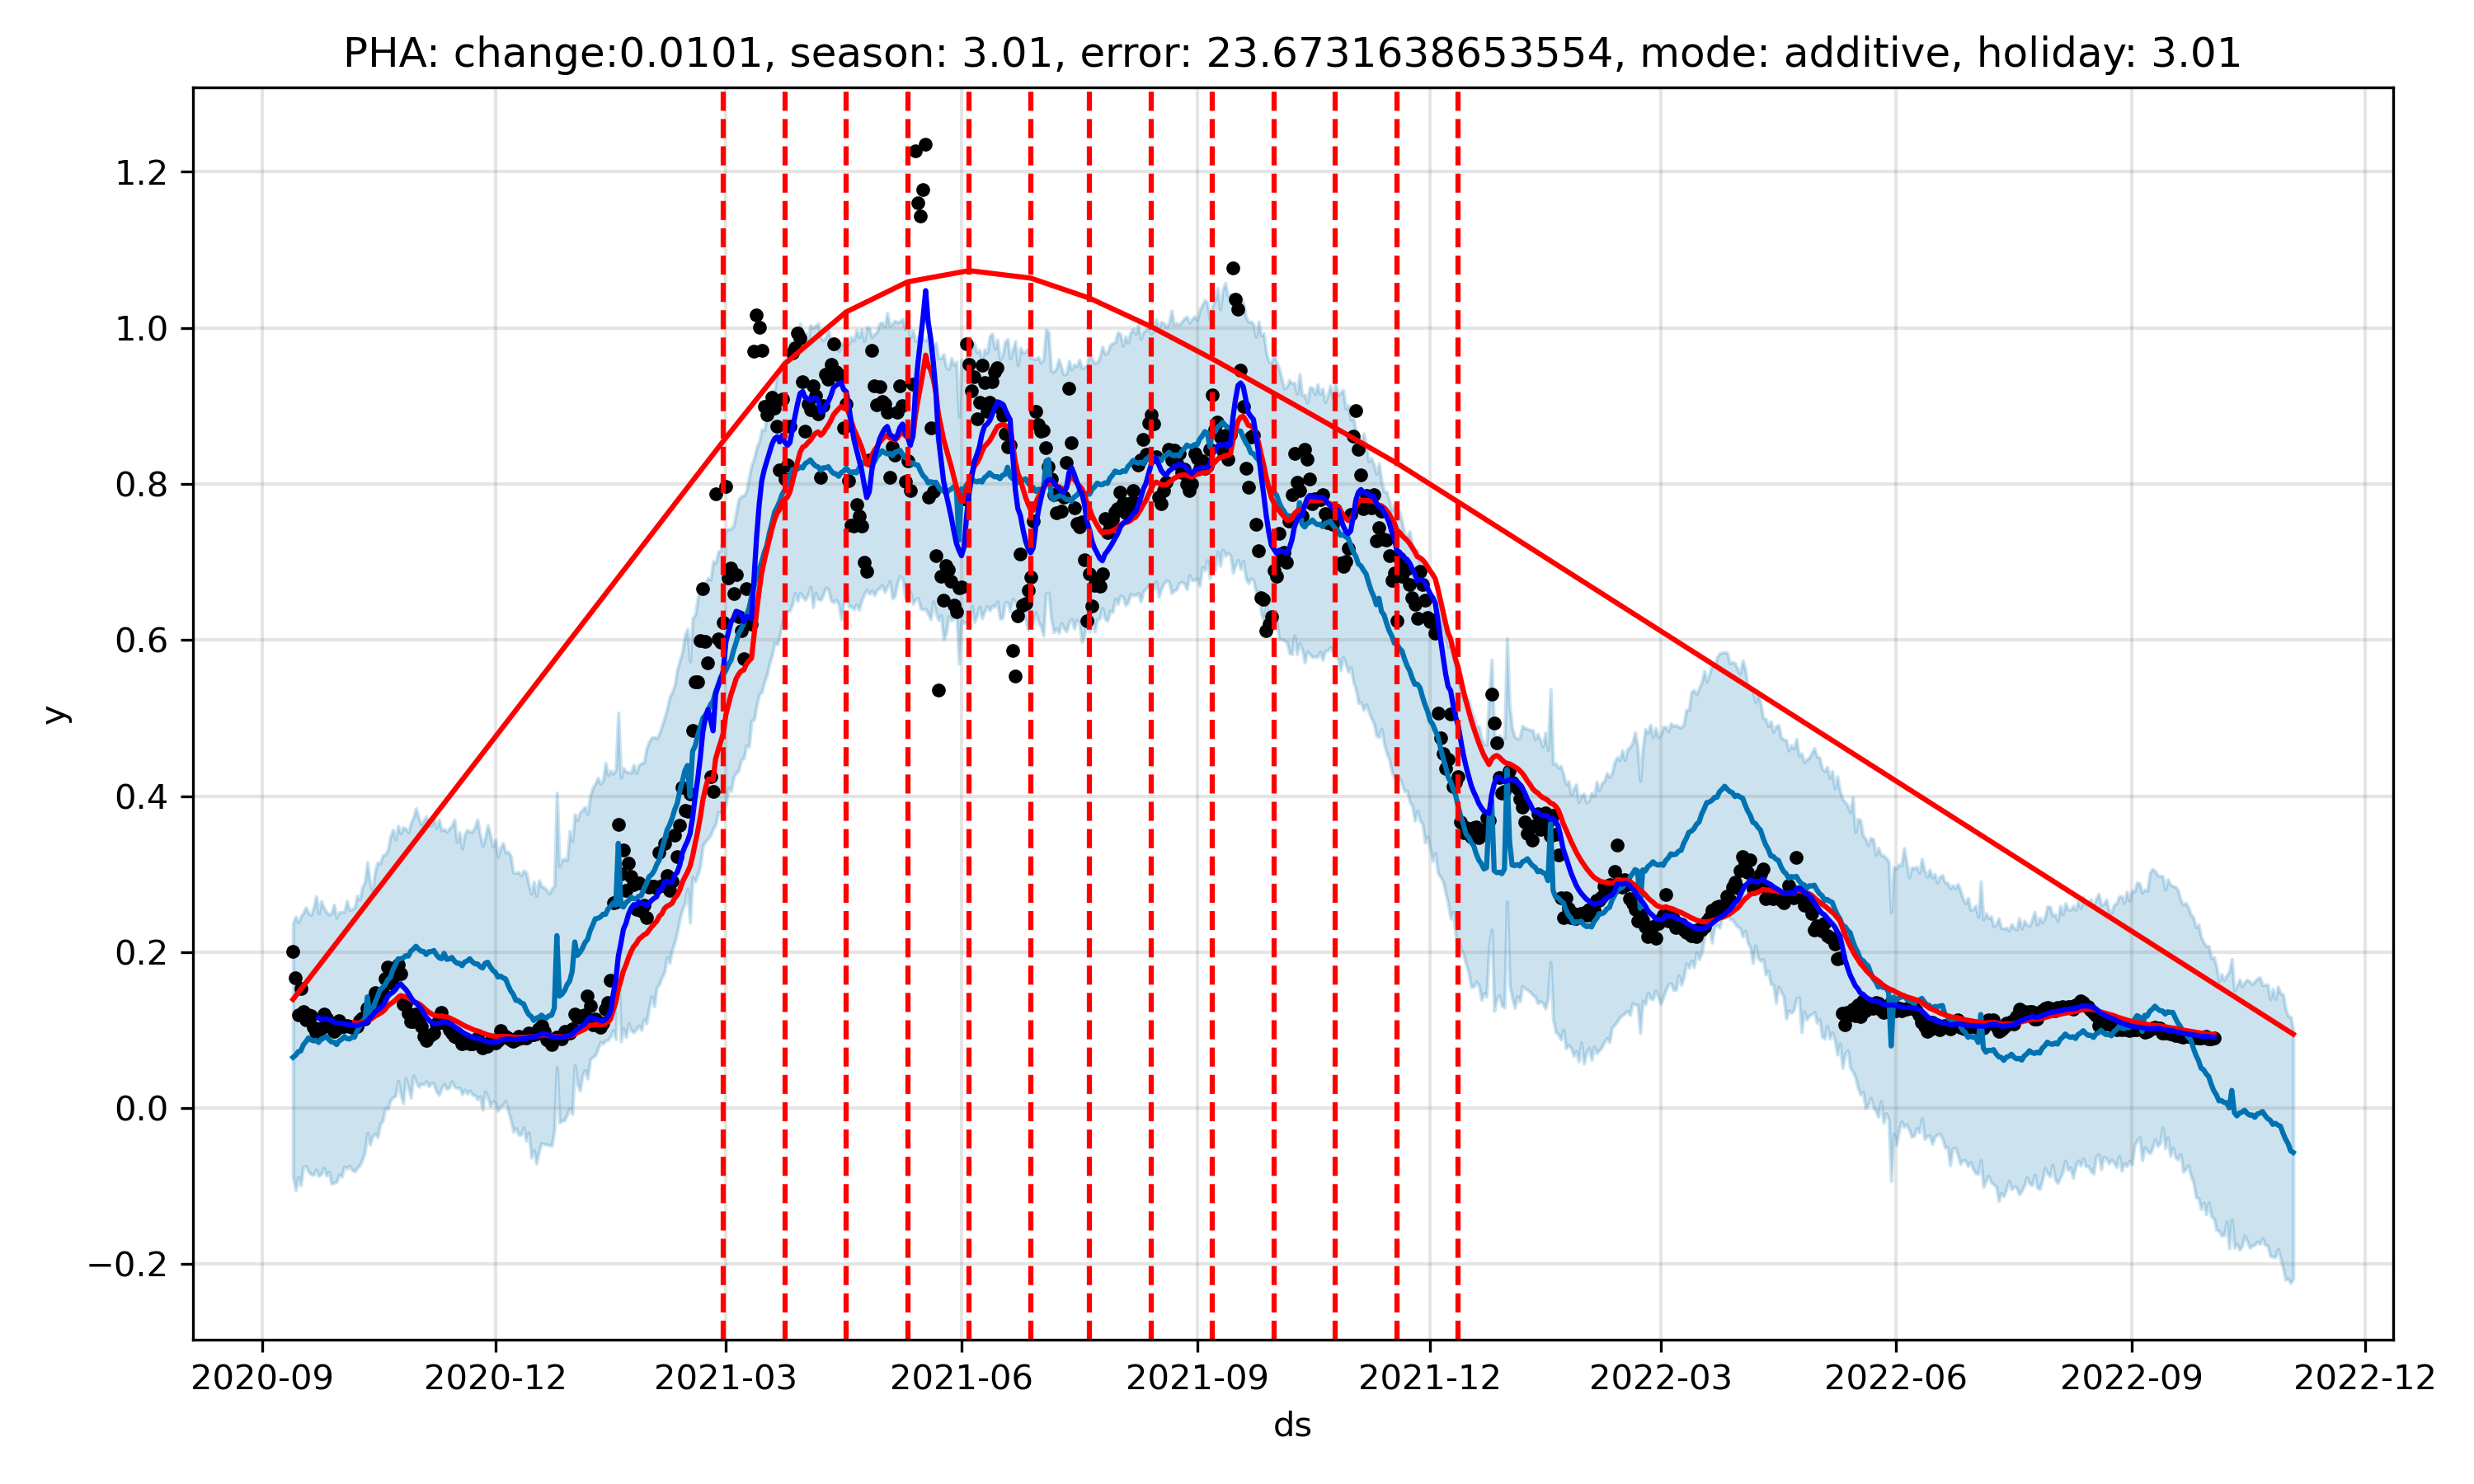 PHA: change:0.0101, season: 3.01, error: 23.6731638653554, mode: additive, holiday: 3.01
1.2
1.0
0.8
0.6
0.4
0.2
0.0
−0.2
y
2020-09 2020-12 2021-03 2021-06 2021-09 2021-12 2022-03 2022-06 2022-09 2022-12
ds